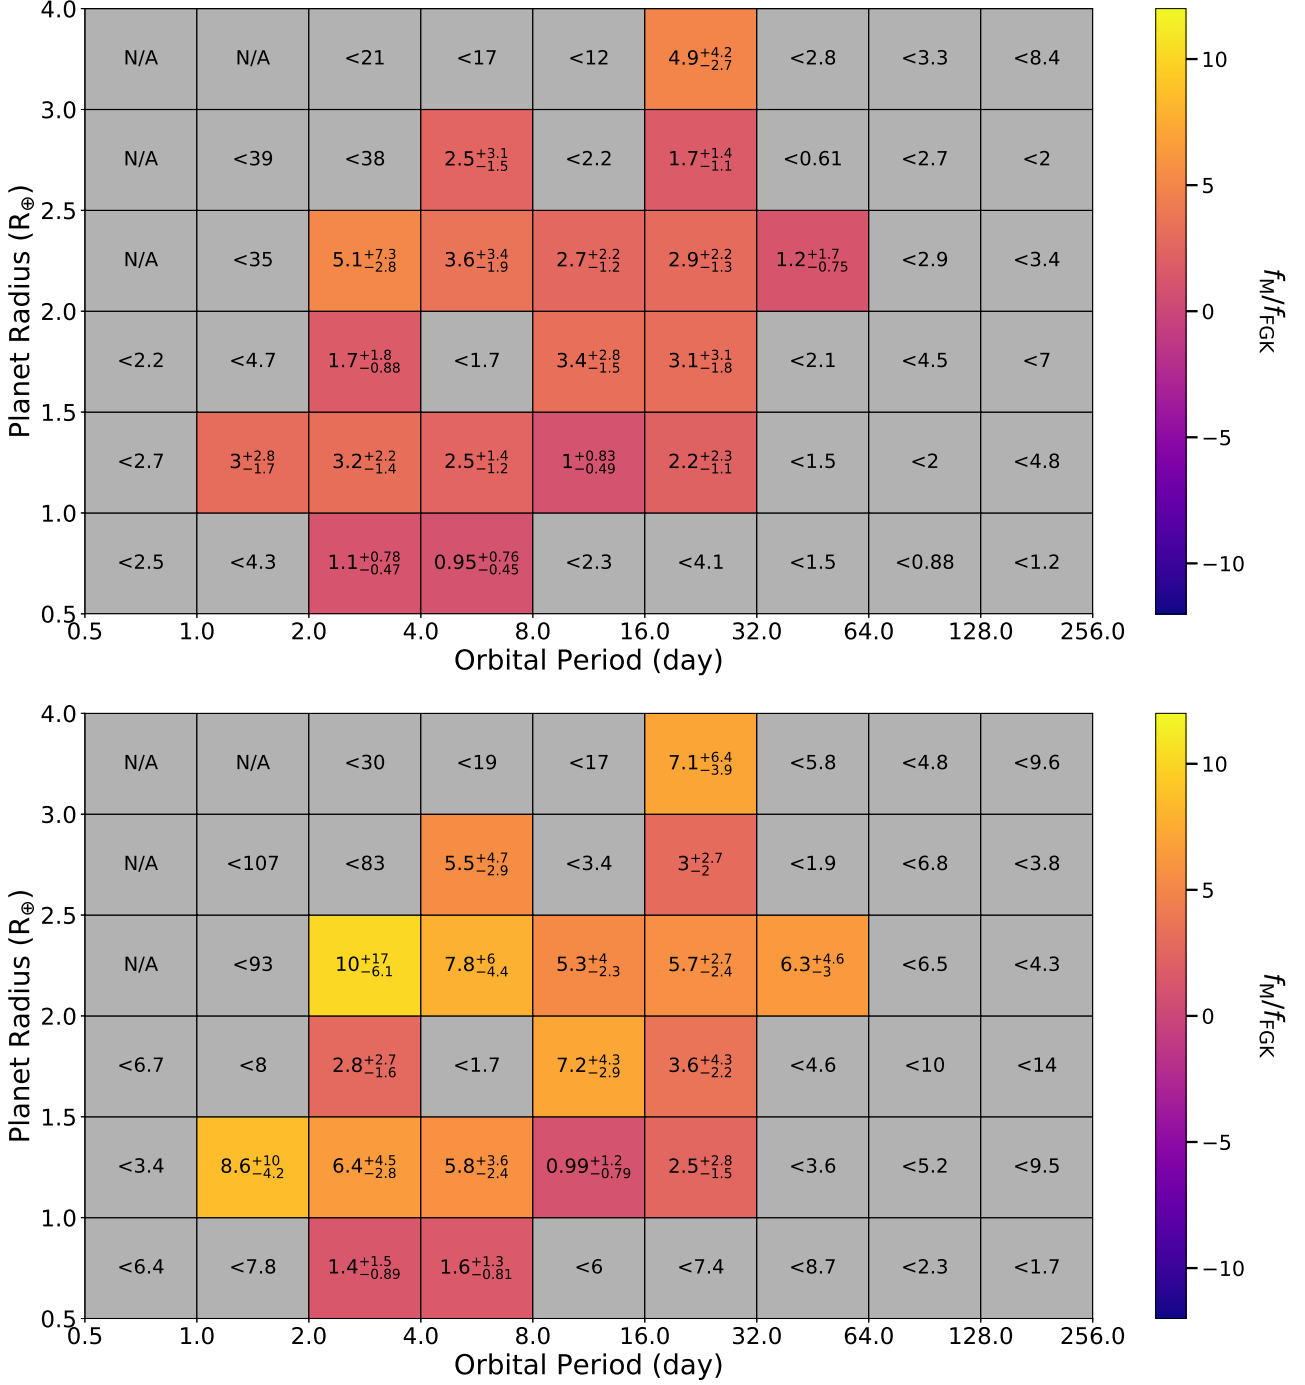 4.0 N/A N/A <21 <17 <12 4.9+4.2−2.7 <2.8 <3.3 <8.4
3.0 N/A <39 <38 2.5+3.1−1.5 <2.2 1.7+1.4−1.1 <0.61 <2.7 <2
2.5 N/A <35 5.1+7.3−2.8 3.6+3.4−1.9 2.7+2.2−1.2 2.9+2.2−1.3 1.2+1.7−0.75 <2.9 <3.4
2.0 <2.2 <4.7 1.7+1.8−0.88 <1.7 3.4+2.8−1.5 3.1+3.1−1.8 <2.1 <4.5 <7
1.5 <2.7 3+2.8−1.7 3.2+2.2−1.4 2.5+1.4−1.2 1+0.83−0.49 2.2+2.3−1.1 <1.5 <2 <4.8
1.0 <2.5 <4.3 1.1+0.78−0.47 0.95+0.76−0.45 <2.3 <4.1 <1.5 <0.88 <1.2
0.5
0.5 1.0 2.0 4.0 8.0 16.0 32.0 64.0 128.0 256.0
Orbital Period (day)
Planet Radius (R⊕)
10
5
0
−5
−10
fM/fFGK
4.0 N/A N/A <30 <19 <17 7.1+6.4−3.9 <5.8 <4.8 <9.6
3.0 N/A <107 <83 5.5+4.7−2.9 <3.4 3+2.7−2 <1.9 <6.8 <3.8
2.5 N/A <93 10+17−6.1 7.8+6−4.4 5.3+4−2.3 5.7+2.7−2.4 6.3+4.6−3 <6.5 <4.3
2.0 <6.7 <8 2.8+2.7−1.6 <1.7 7.2+4.3−2.9 3.6+4.3−2.2 <4.6 <10 <14
1.5 <3.4 8.6+10−4.2 6.4+4.5−2.8 5.8+3.6−2.4 0.99+1.2−0.79 2.5+2.8−1.5 <3.6 <5.2 <9.5
1.0 <6.4 <7.8 1.4+1.5−0.89 1.6+1.3−0.81 <6 <7.4 <8.7 <2.3 <1.7
0.5
0.5 1.0 2.0 4.0 8.0 16.0 32.0 64.0 128.0 256.0
Orbital Period (day)
Planet Radius (R⊕)
10
5
0
−5
−10
fM/fFGK